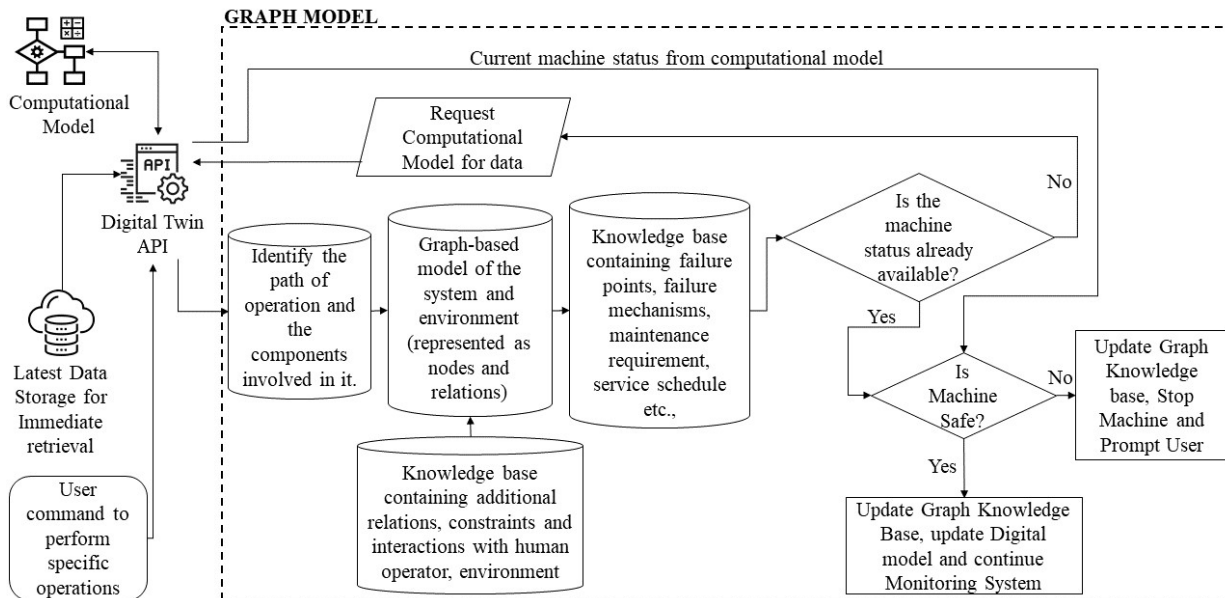 GRAPH MODEL
Computational
Model
Current machine status from computational model
Request
Computational
Model for data
API
Digital Twin
API
No
Is the
machine
status already
available?
Yes
Identify the
path of
operation and
the
components
involved in it.
Graph-based
model of the
system and
environment
(represented as
nodes and
relations)
Knowledge base
containing failure
points, failure
mechanisms,
maintenance
requirement,
service schedule
etc.,
Latest Data
Storage for
Immediate
retrieval
Is
Machine
Safe?
No
Update Graph
Knowledge
base, Stop
Machine and
Prompt User
Yes
User
command to
perform
specific
operations
Knowledge base
containing additional
relations, constraints and
interactions with human
operator, environment
Update Graph Knowledge
Base, update Digital
model and continue
Monitoring System